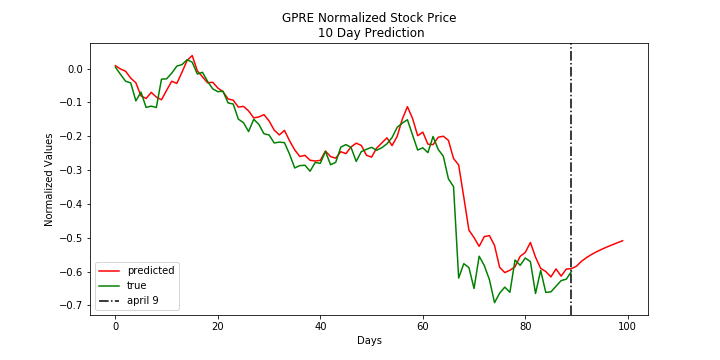 GPRE Normalized Stock Price
10 Day Prediction
Normalized Values
0.0
−0.1
−0.2
−0.3
−0.4
−0.5
−0.6
−0.7
predicted
true
april 9
0 20 40 60 80 100
Days